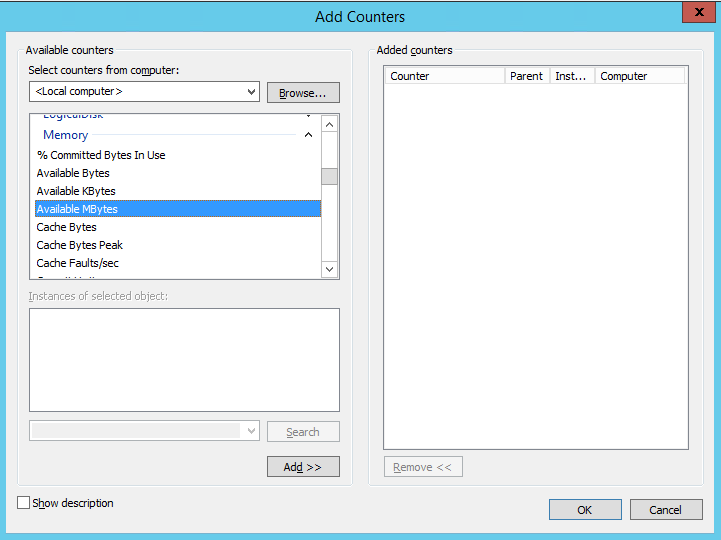 Add Counters
x
Available counters
Select counters from computer:
<Local computer>
Browse...
LogicalDisk
Memory
% Committed Bytes In Use
Available Bytes
Available KBytes
Available MBytes
Cache Bytes
Cache Bytes Peak
Cache Faults/sec
Instances of selected object:
Search
Add >>
Show description
Added counters
Counter Parent Inst... Computer
Remove <<
OK
Cancel